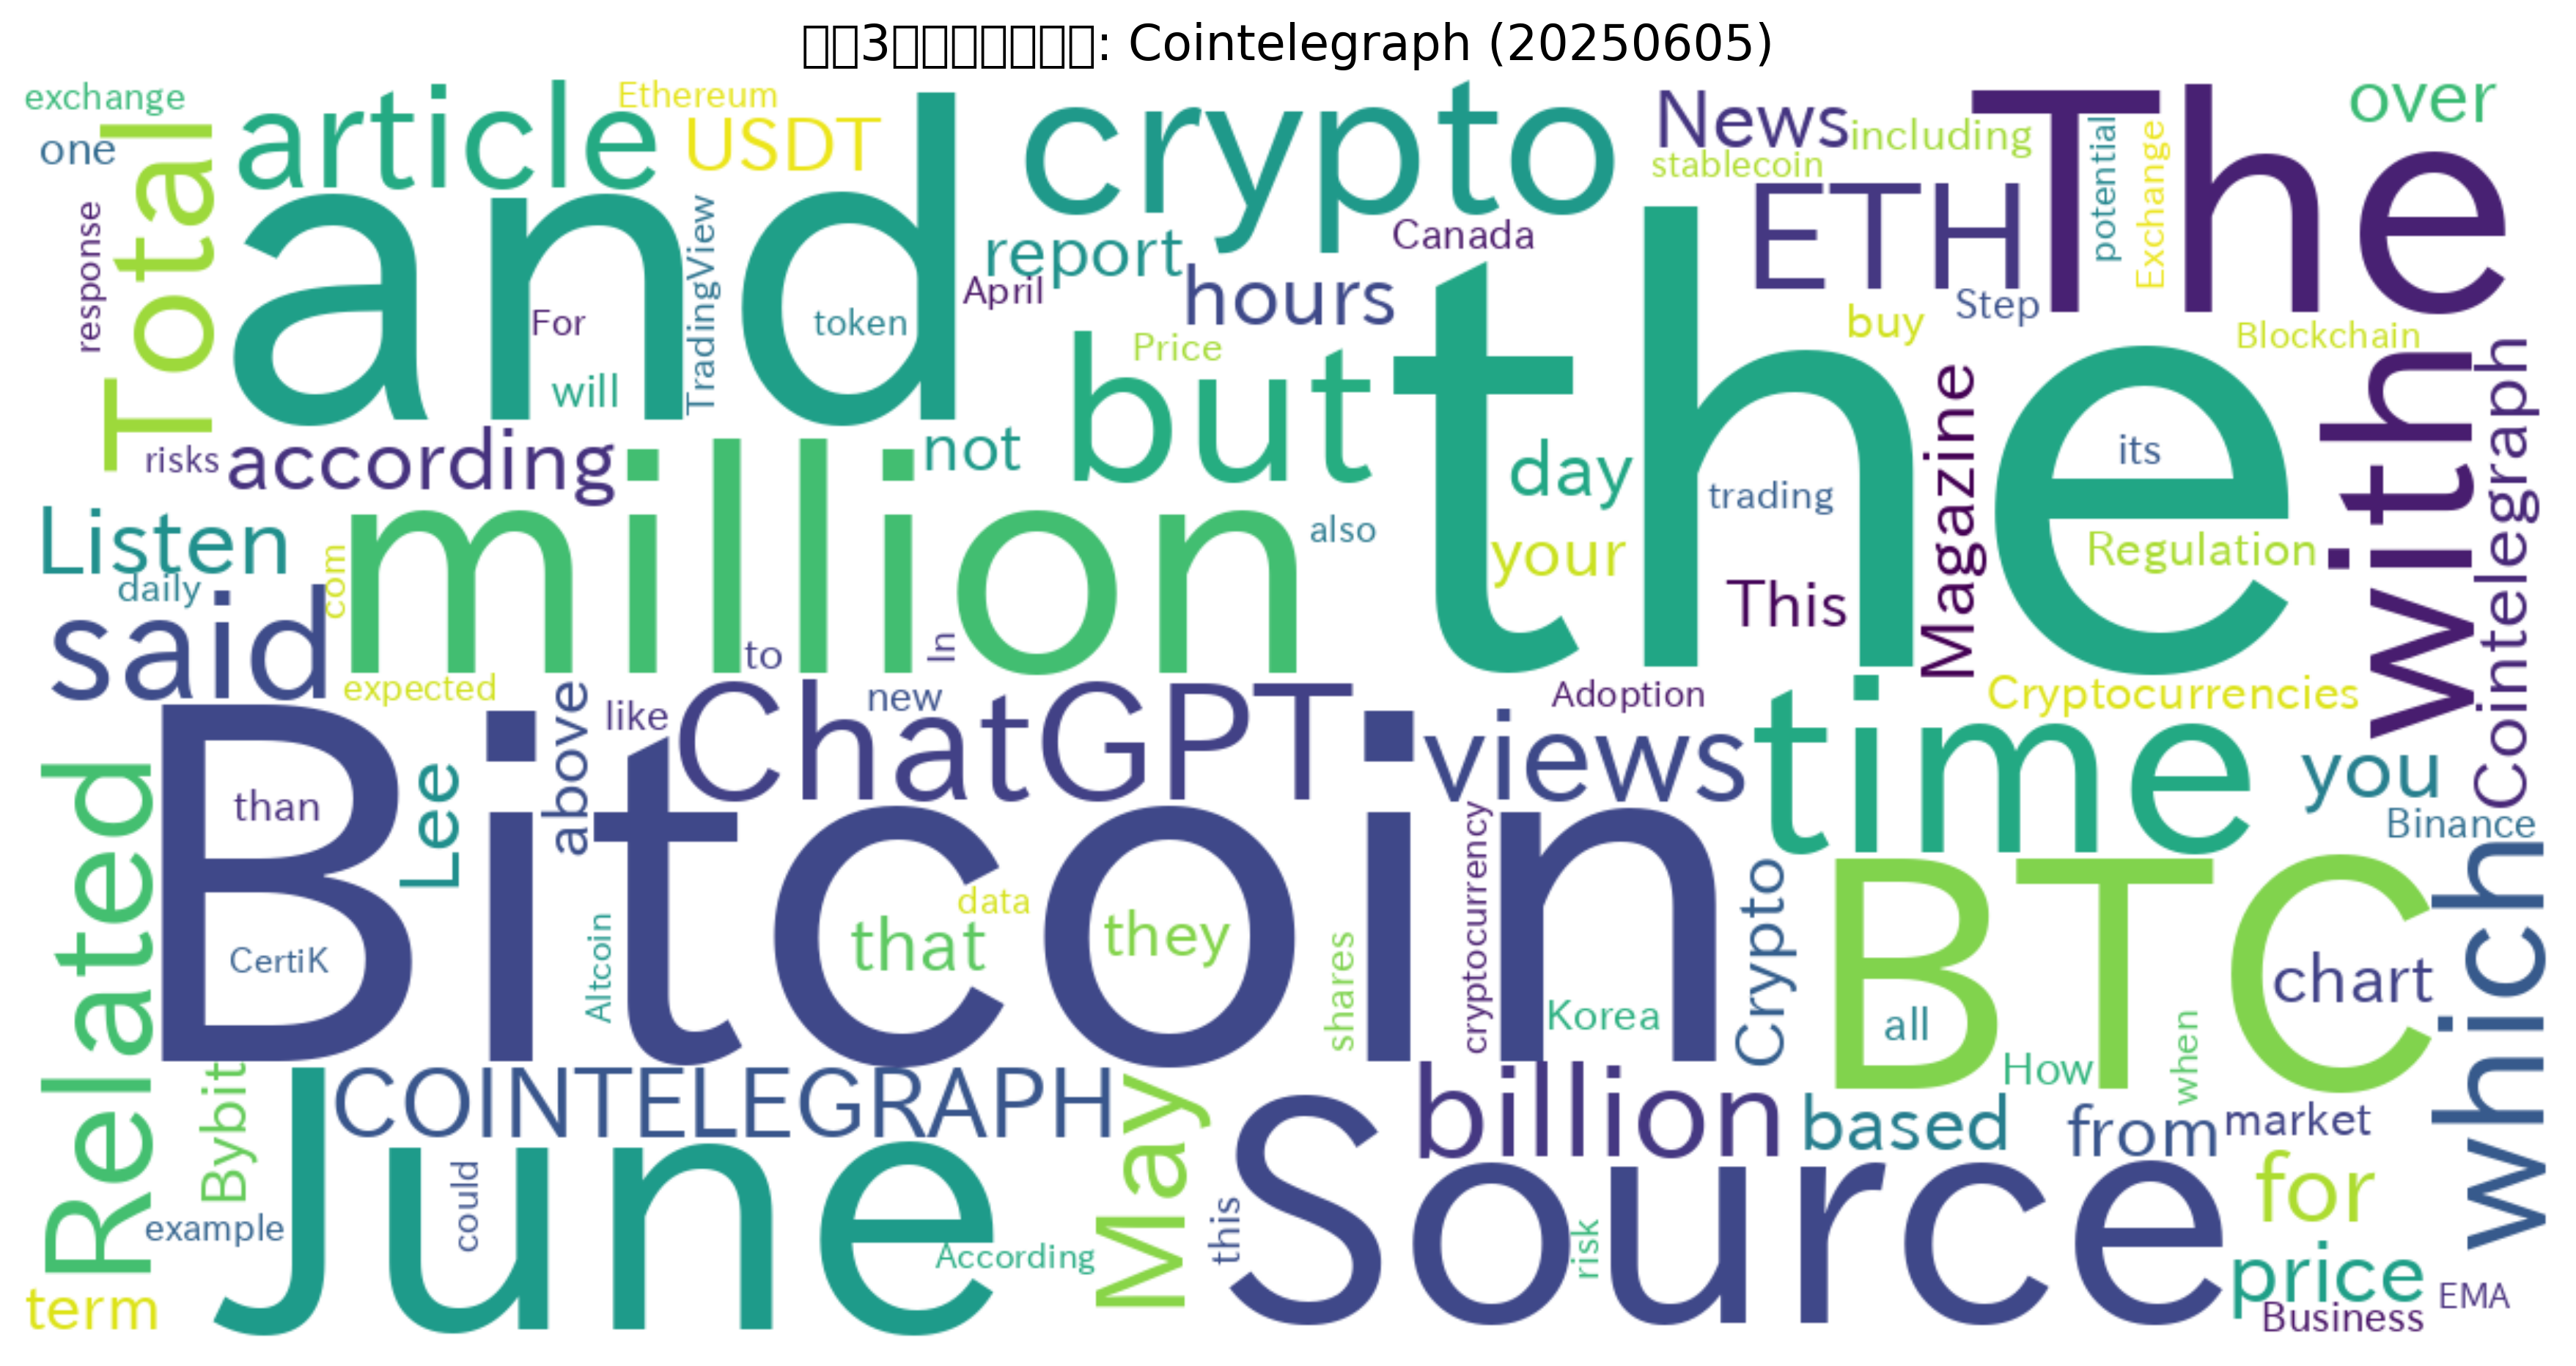 □□3□□□□□□□: Cointelegraph (20250605)
exchange
Ethereum
over
one
article
USDT
crypto
News
including
The
potential
Exchange
stablecoin
Total
and
response
TradingView
report
Canada
ETH
April
hours
Step
For
token
buy
Blockchain
will
Price
but
the
with
Cointelegraph
Magazine
risks
according
not
day
trading
its
million
Listen
also
your
Regulation
com
daily
This
said
to
In
expected
like
new
Adoption
Cryptocurrencies
above
ChatGPT
views
time
you
Bitcoin
than
Lee
Binance
Related
data
that
they
cryptocurrency
Crypto
BTC
which
CertiK
Altcoin
shares
Korea
chart
all
How
when
Bybit
COINTELEGRAPH
May
billion
based
from
market
June
could
Source
for
example
this
risk
According
price
term
EMA
Business